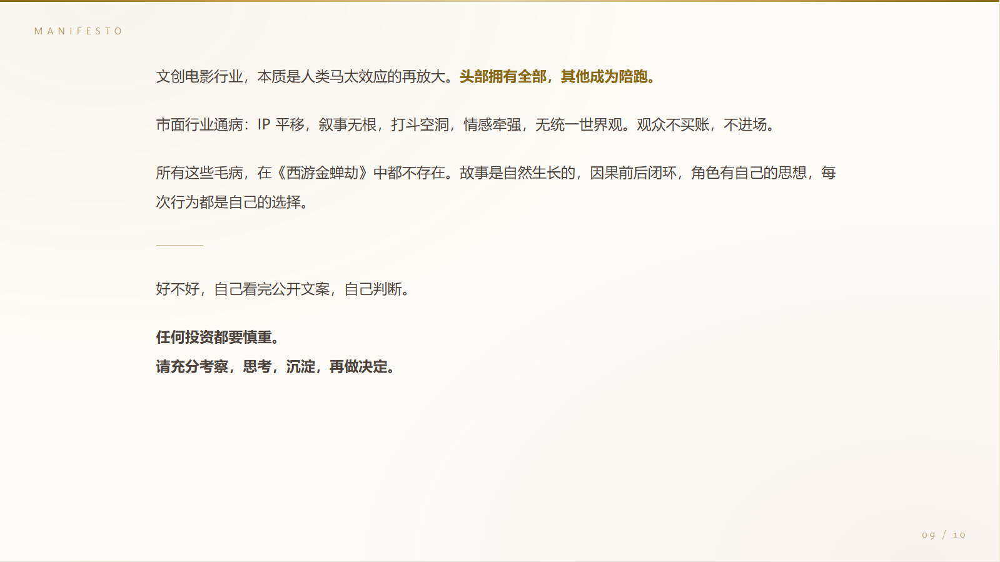 MANIFESTO
文创电影行业，本质是人类马太效应的再放大。头部拥有全部，其他成为陪跑。
市面行业通病：IP 平移，叙事无根，打斗空洞，情感牵强，无统一世界观。观众不买账，不进场。
所有这些毛病，在《西游金蝉劫》中都不存在。故事是自然生长的，因果前后闭环，角色有自己的思想，每
次行为都是自己的选择。
好不好，自己看完公开文案，自己判断。
任何投资都要慎重。
请充分考察，思考，沉淀，再做决定。
09 / 10